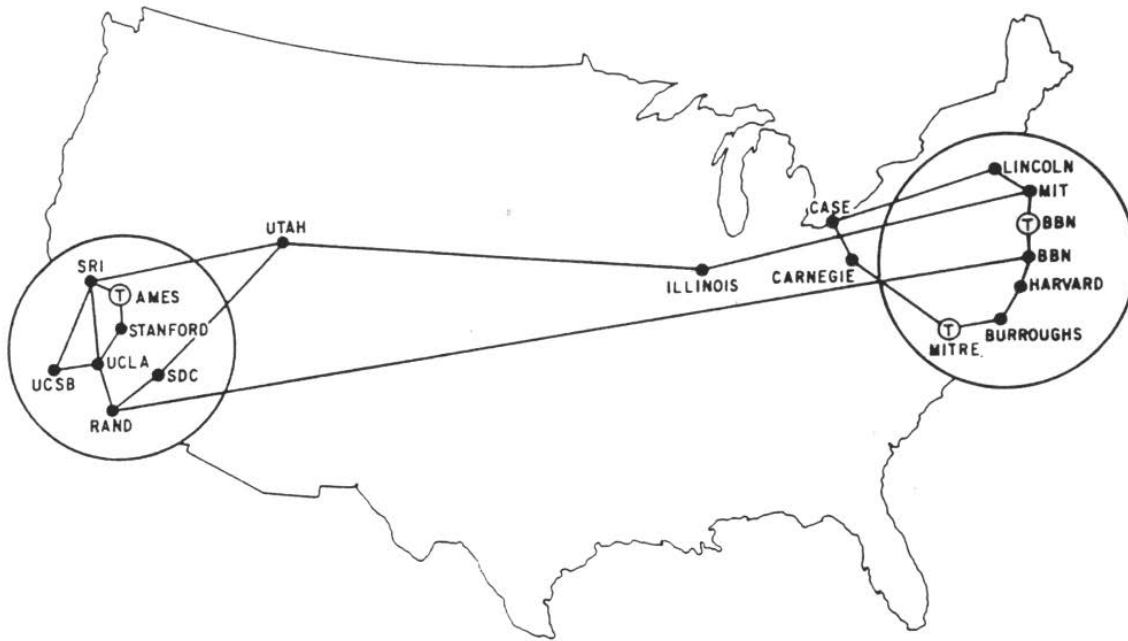 LINCOLN
MIT
CASE
T BBN
UTAH
BBN
SRI
ILLINOIS
CARNEGIE
T AMES
HARVARD
STANFORD
T
BURROUGHS
MITRE
UCLA
SDC
UCSB
RAND